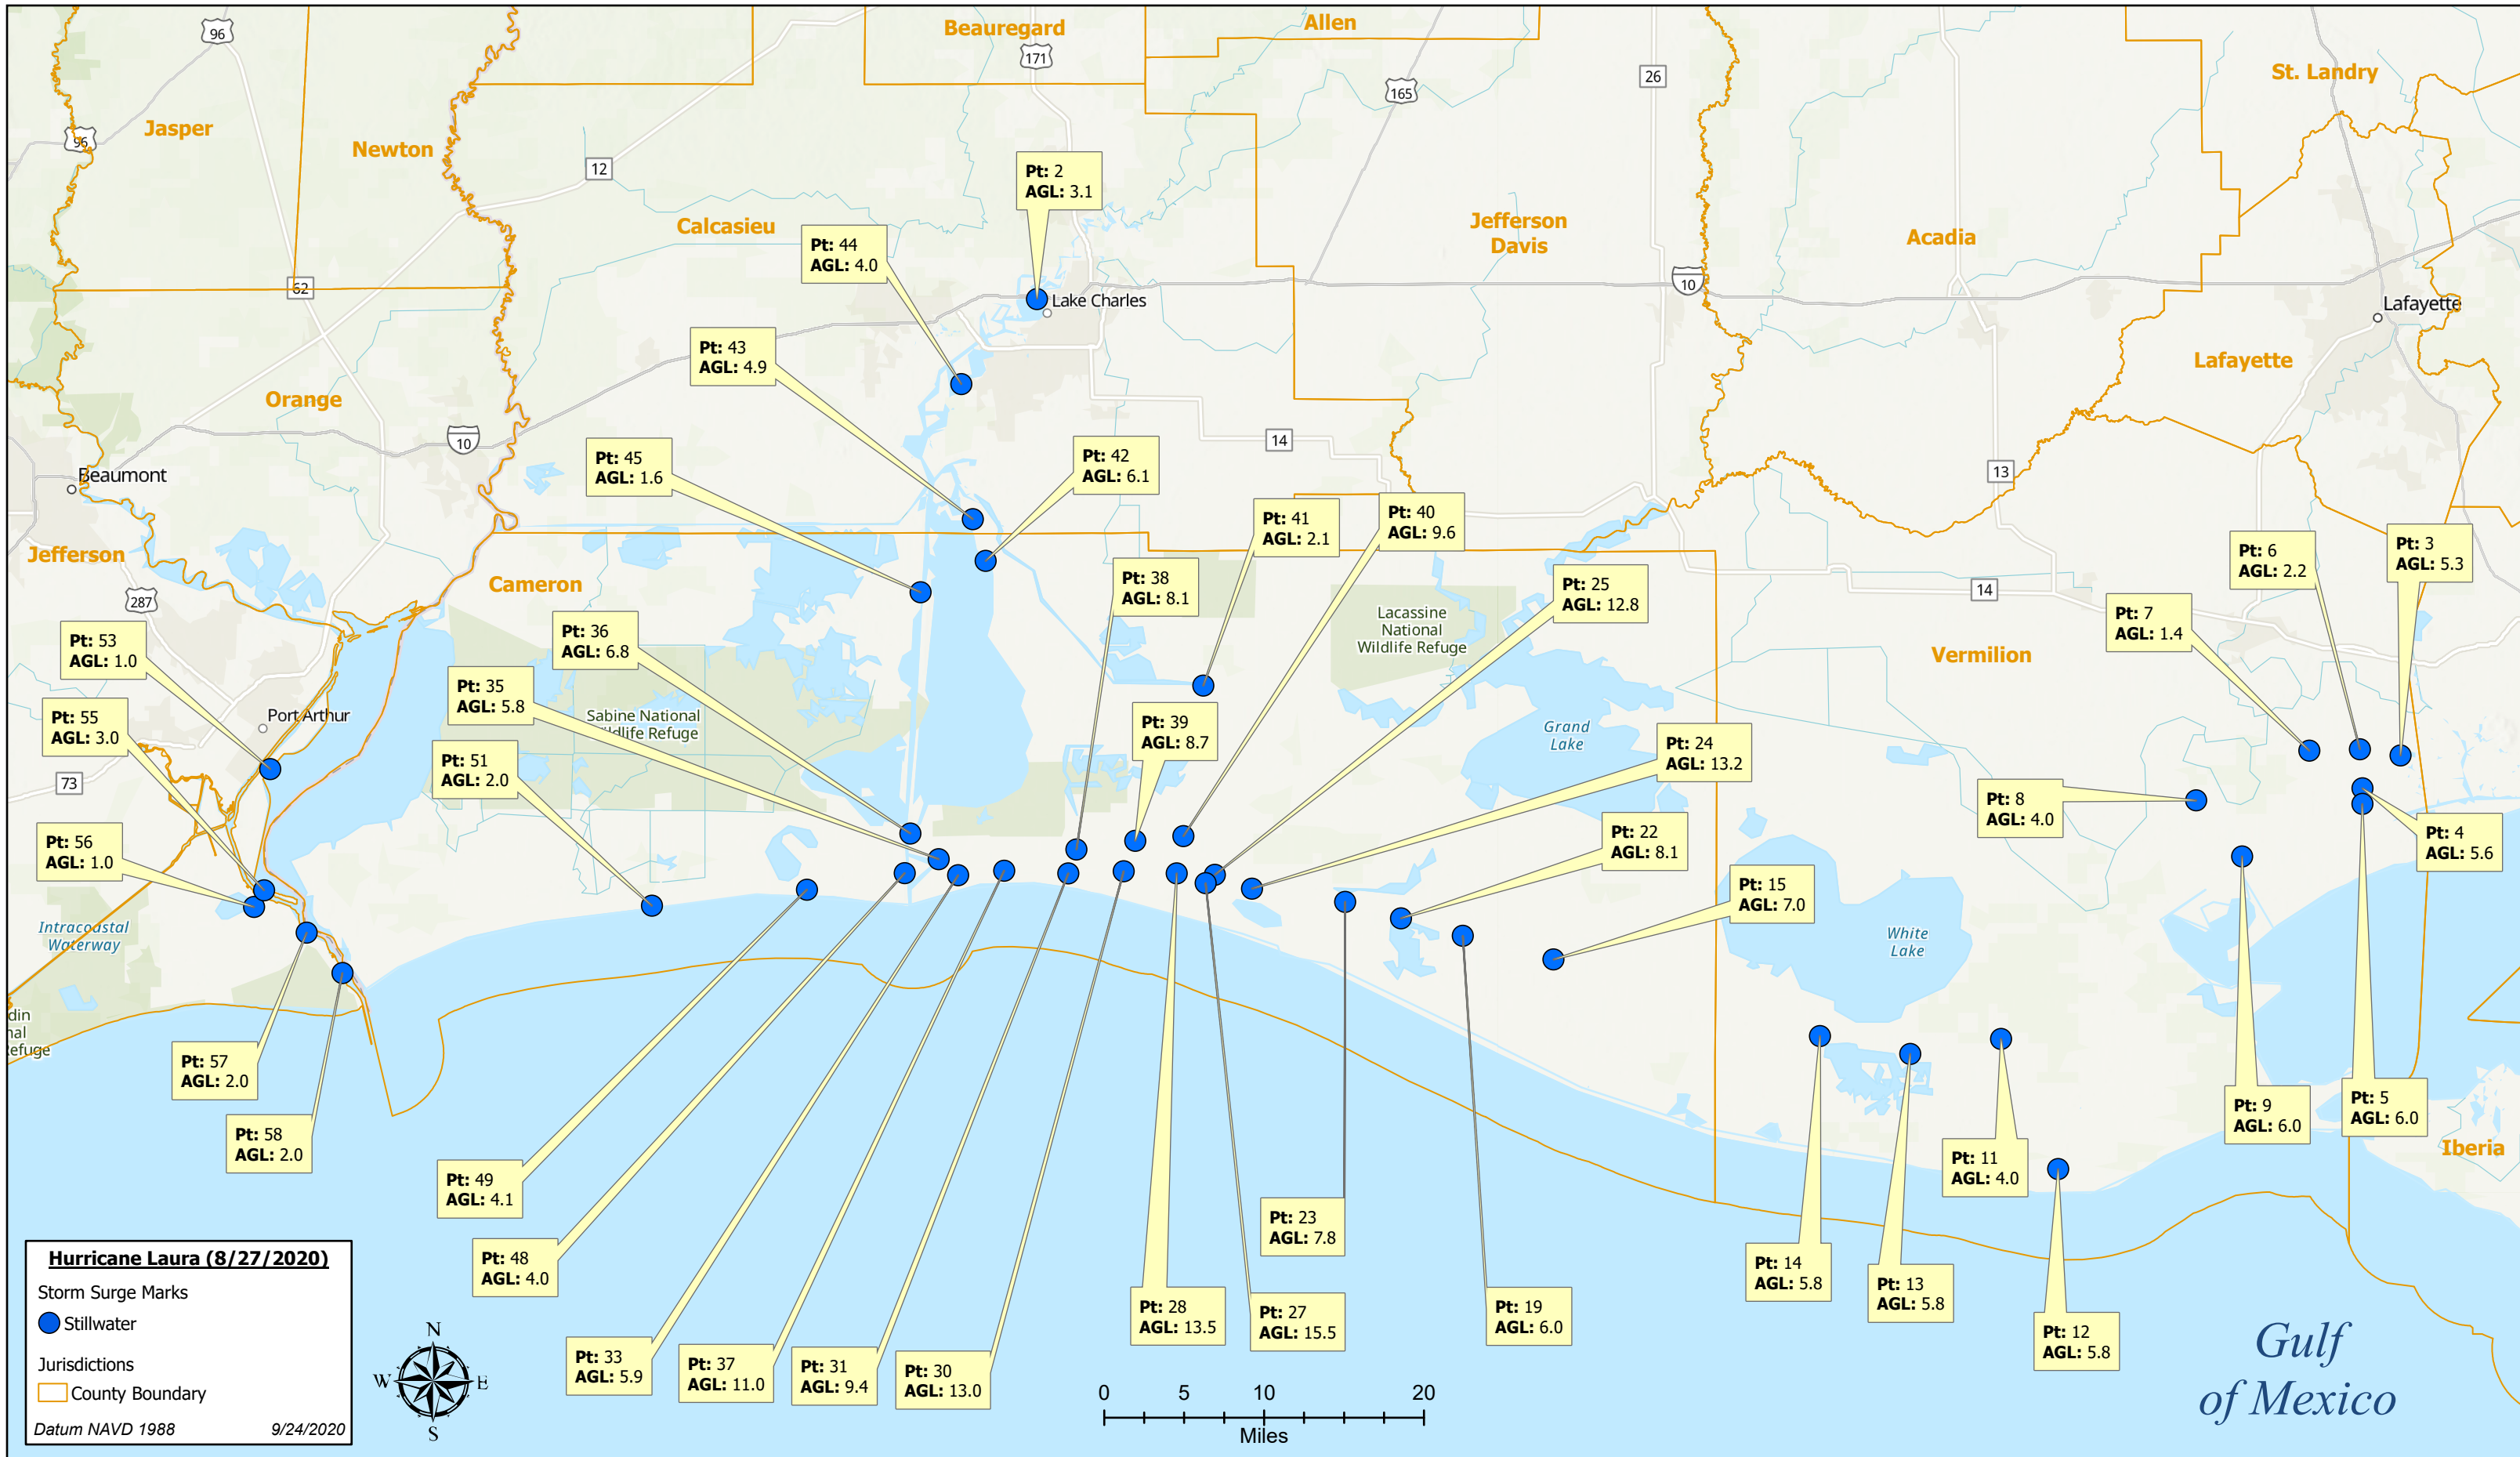 96
Beauregard
Allen
171
St. Landry
26
165
Jasper
96
Newton
12
Pt: 2
AGL: 3.1
Calcasieu
Jefferson
Davis
Acadia
Pt: 44
AGL: 4.0
62
10
Lake Charles
Lafayette
Pt: 43
AGL: 4.9
Lafayette
Orange
10
14
13
Beaumont
Pt: 45
AGL: 1.6
Pt: 42
AGL: 6.1
Pt: 41
AGL: 2.1
Pt: 40
AGL: 9.6
Jefferson
Cameron
Pt: 38
AGL: 8.1
Pt: 25
AGL: 12.8
Pt: 6
AGL: 2.2
Pt: 3
AGL: 5.3
287
14
Lacassine
National
Wildlife Refuge
Pt: 7
AGL: 1.4
Pt: 53
AGL: 1.0
Pt: 36
AGL: 6.8
Vermilion
Pt: 35
AGL: 5.8
Sabine National
ldlife Refuge
Port Arthur
Pt: 55
AGL: 3.0
Pt: 39
AGL: 8.7
Grand
Lake
Pt: 24
AGL: 13.2
Pt: 51
AGL: 2.0
73
Pt: 8
AGL: 4.0
Pt: 56
AGL: 1.0
Pt: 22
AGL: 8.1
Pt: 4
AGL: 5.6
Pt: 15
AGL: 7.0
Intracoastal
Waterway
White
Lake
din
nal
efuge
Pt: 57
AGL: 2.0
Pt: 58
AGL: 2.0
Pt: 9
AGL: 6.0
Pt: 5
AGL: 6.0
Iberia
Pt: 11
AGL: 4.0
Pt: 49
AGL: 4.1
Pt: 23
AGL: 7.8
Pt: 48
AGL: 4.0
Pt: 14
AGL: 5.8
Pt: 13
AGL: 5.8
Pt: 28
AGL: 13.5
Pt: 27
AGL: 15.5
Pt: 19
AGL: 6.0
Pt: 12
AGL: 5.8
Pt: 33
AGL: 5.9
Pt: 37
AGL: 11.0
Pt: 31
AGL: 9.4
Pt: 30
AGL: 13.0
Gulf
of Mexico
Hurricane Laura (8/27/2020)
Storm Surge Marks
Stillwater
Jurisdictions
County Boundary
Datum NAVD 1988 9/24/2020
N
W E
S
0 5 10 20
Miles